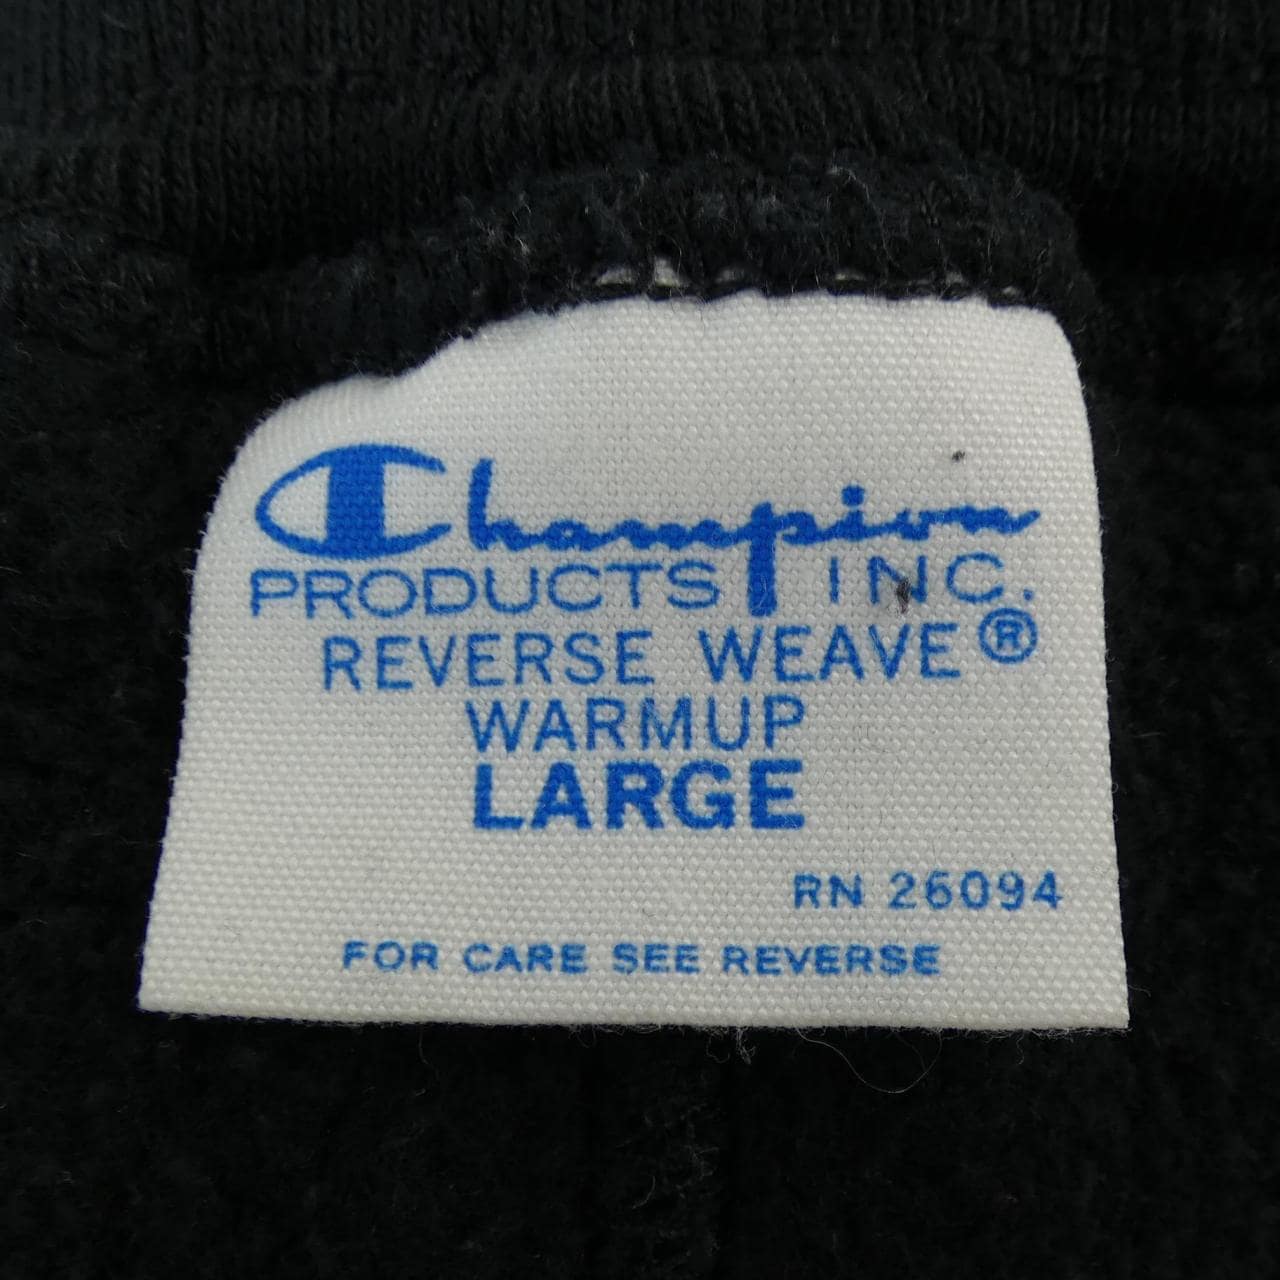 Champion
PRODUCTS INC.
REVERSE WEAVE®
WARMUP
LARGE
RN 26094
FOR CARE SEE REVERSE